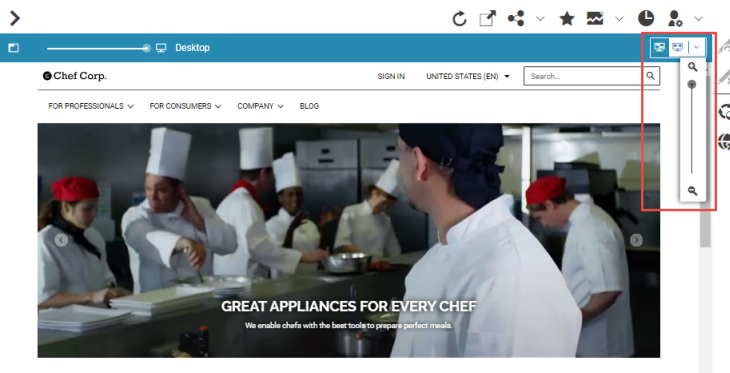 Desktop
Chef Corp.
SIGN IN
UNITED STATES (EN)
Search...
FOR PROFESSIONALS
FOR CONSUMERS
COMPANY
BLOG
GREAT APPLIANCES FOR EVERY CHEF
We enable chefs with the best tools to prepare perfect meals.